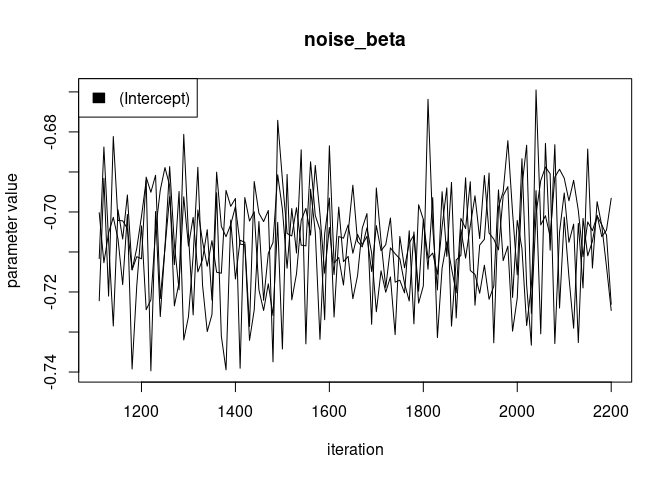 noise_beta
(Intercept)
parameter value
-0.68
-0.70
-0.72
-0.74
1200 1400 1600 1800 2000 2200
iteration